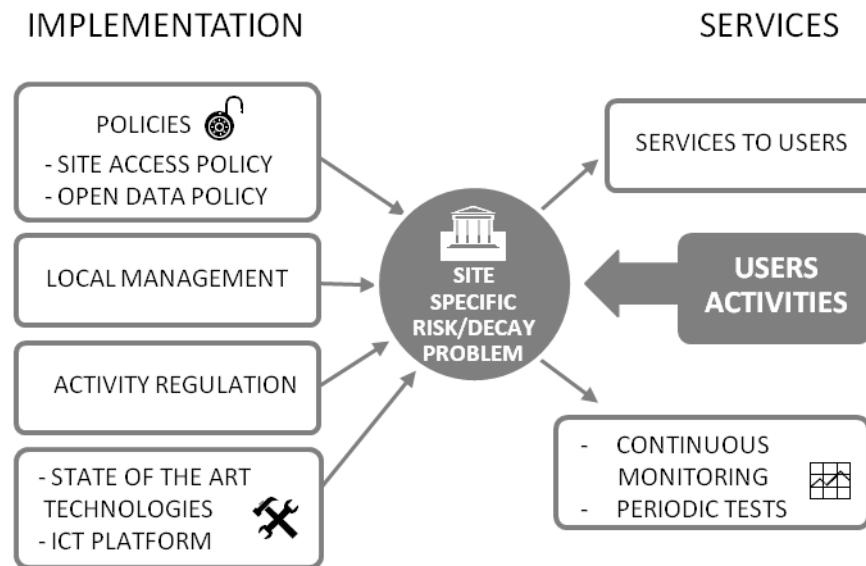 IMPLEMENTATION
SERVICES
POLICIES
- SITE ACCESS POLICY
- OPEN DATA POLICY
LOCAL MANAGEMENT
ACTIVITY REGULATION
- STATE OF THE ART
TECHNOLOGIES
- ICT PLATFORM
SITE
SPECIFIC
RISK/DECAY
PROBLEM
SERVICES TO USERS
USERS
ACTIVITIES
- CONTINUOUS
MONITORING
- PERIODIC TESTS